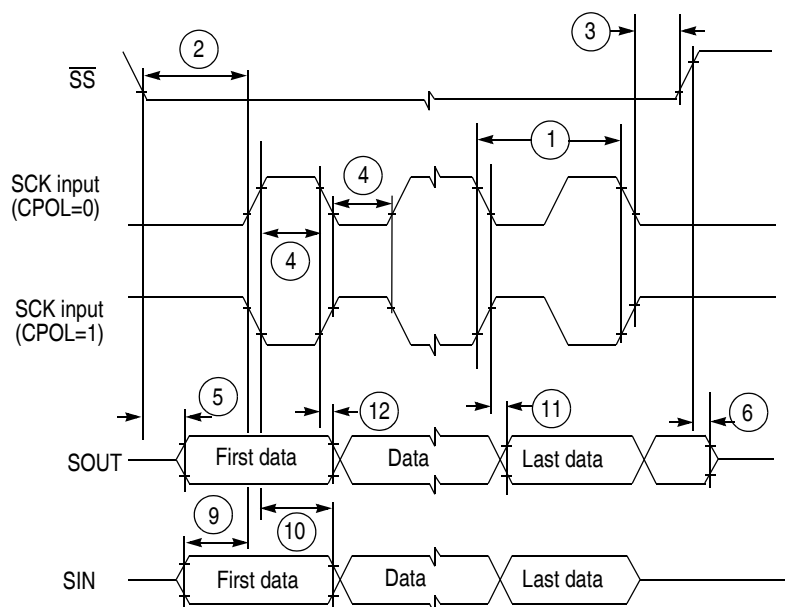 3
2
S̅S̅
1
SCK input
(CPOL=0)
4
4
SCK input
(CPOL=1)
5
12
11
6
SOUT
First data
Data
Last data
9
10
SIN
First data
Data
Last data